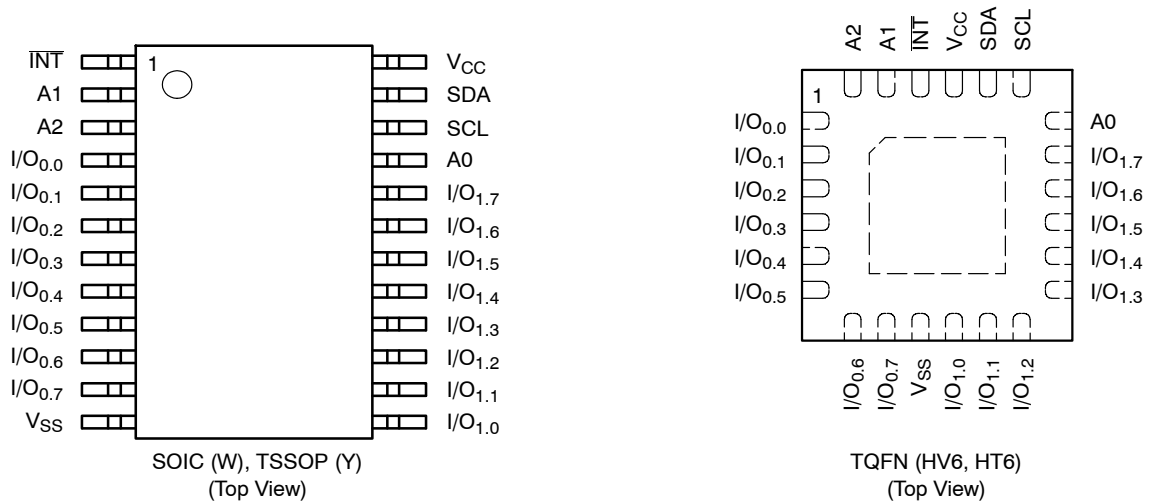 INT
A1
A2
I/O0.0
I/O0.1
I/O0.2
I/O0.3
I/O0.4
I/O0.5
I/O0.6
I/O0.7
VSS
1
VCC
SDA
SCL
A0
I/O1.7
I/O1.6
I/O1.5
I/O1.4
I/O1.3
I/O1.2
I/O1.1
I/O1.0
SOIC (W), TSSOP (Y)
(Top View)
A2
A1
INT
VCC
SDA
SCL
1
I/O0.0
I/O0.1
I/O0.2
I/O0.3
I/O0.4
I/O0.5
A0
I/O1.7
I/O1.6
I/O1.5
I/O1.4
I/O1.3
I/O0.6
I/O0.7
VSS
I/O1.0
I/O1.1
I/O1.2
TQFN (HV6, HT6)
(Top View)